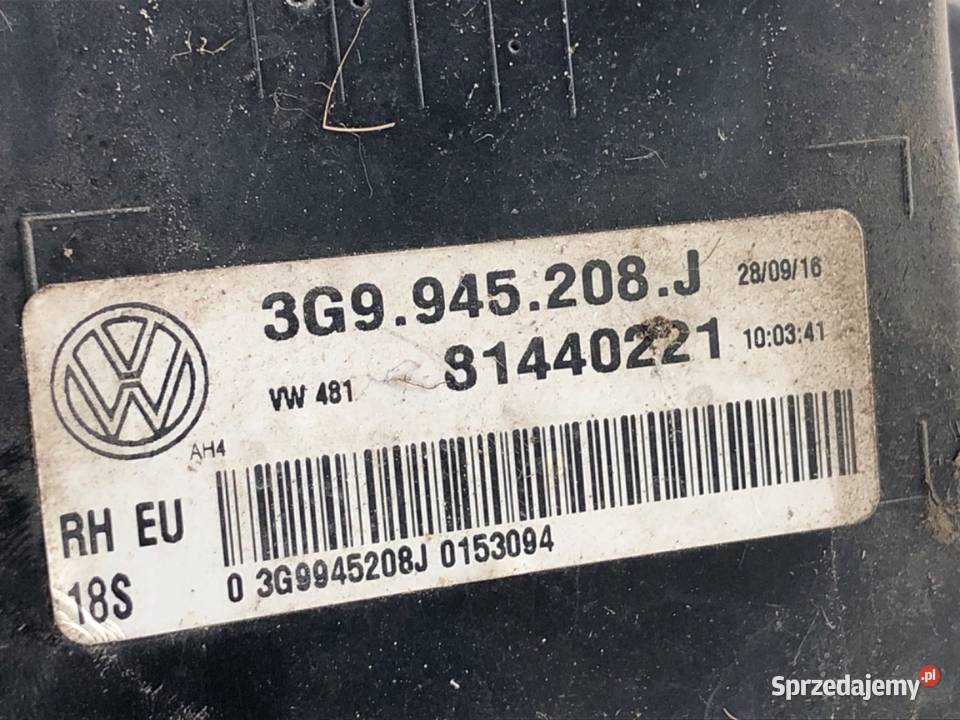 3G9.945.208.J 28/09/16
VW 481 81440221 10:03:41
AH4
RH EU
18S
0 3G9945208J 0153094
Sprzedajemy.pl